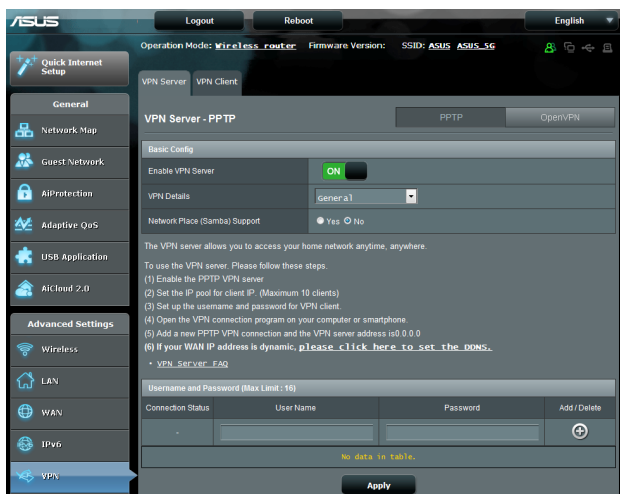 ASUS
Logout
Reboot
English
Operation Mode: Wireless router Firmware Version: SSID: ASUS ASUS_5G
Quick Internet
Setup
General
Network Map
Guest Network
AiProtection
Adaptive QoS
USB Application
AiCloud 2.0
Advanced Settings
Wireless
LAN
WAN
IPv6
VPN
VPN Server VPN Client
VPN Server - PPTP
PPTP OpenVPN
Basic Config
Enable VPN Server ON
VPN Details General
Network Place (Samba) Support Yes No
The VPN server allows you to access your home network anytime, anywhere.
To use the VPN server. Please follow these steps.
(1) Enable the PPTP VPN server
(2) Set the IP pool for client IP. (Maximum 10 clients)
(3) Set up the username and password for VPN client.
(4) Open the VPN connection program on your computer or smartphone.
(5) Add a new PPTP VPN connection and the VPN server address is0.0.0.0
(6) If your WAN IP address is dynamic, please click here to set the DDNS.
• VPN Server FAQ
Username and Password (Max Limit : 16)
Connection Status User Name Password Add / Delete
-
No data in table.
Apply